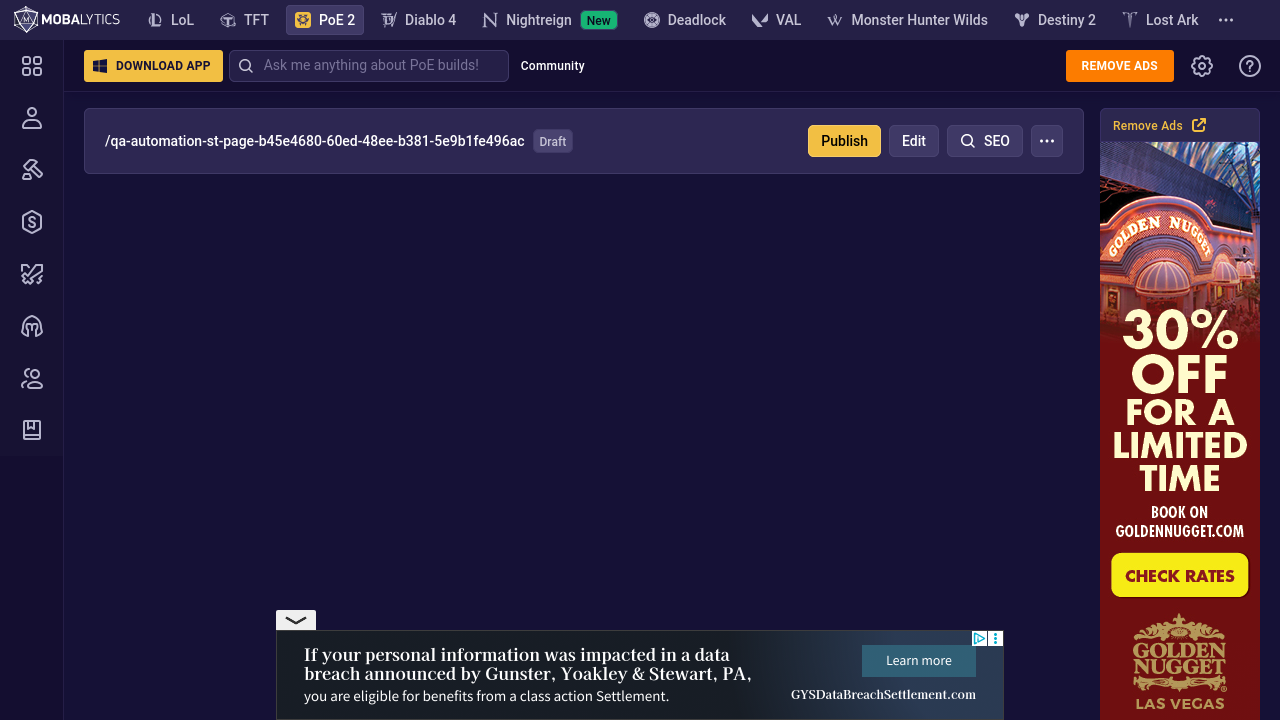 MOBALYTICS
LoL
TFT
PoE 2
Diablo 4
Nightreign New
Deadlock
VAL
Monster Hunter Wilds
Destiny 2
Lost Ark
DOWNLOAD APP
Ask me anything about PoE builds!
Community
REMOVE ADS
/qa-automation-st-page-b45e4680-60ed-48ee-b381-5e9b1fe496ac Draft
Publish
Edit
SEO
Remove Ads
GOLDEN NUGGET
30%
OFF
FOR A
LIMITED
TIME
BOOK ON
GOLDENNUGGET.COM
CHECK RATES
GOLDEN
NUGGET
LAS VEGAS
If your personal information was impacted in a data
breach announced by Guister, Yoakley & Stewart, PA,
you are eligible for benefits from a class action Settlement.
Learn more
GYSDataBreachSettlement.com